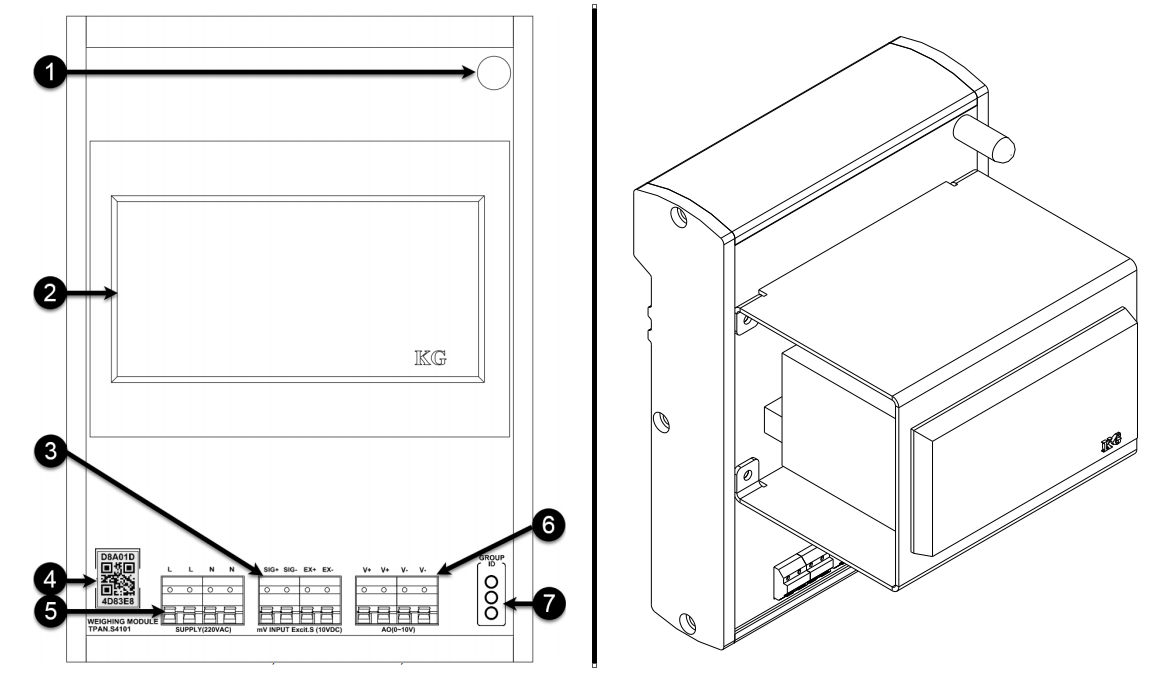 1
2
KG
KG
3
6
GROUP
ID
D8A01D
4D83E8
4
L L N N
SIG+ SIG- EX+ EX-
V+ V+ V- V-
5
7
WEIGHING MODULE
TPAN.S4101
SUPPLY(220VAC)
mV INPUT Excit.S (10VDC)
AO(0~10V)